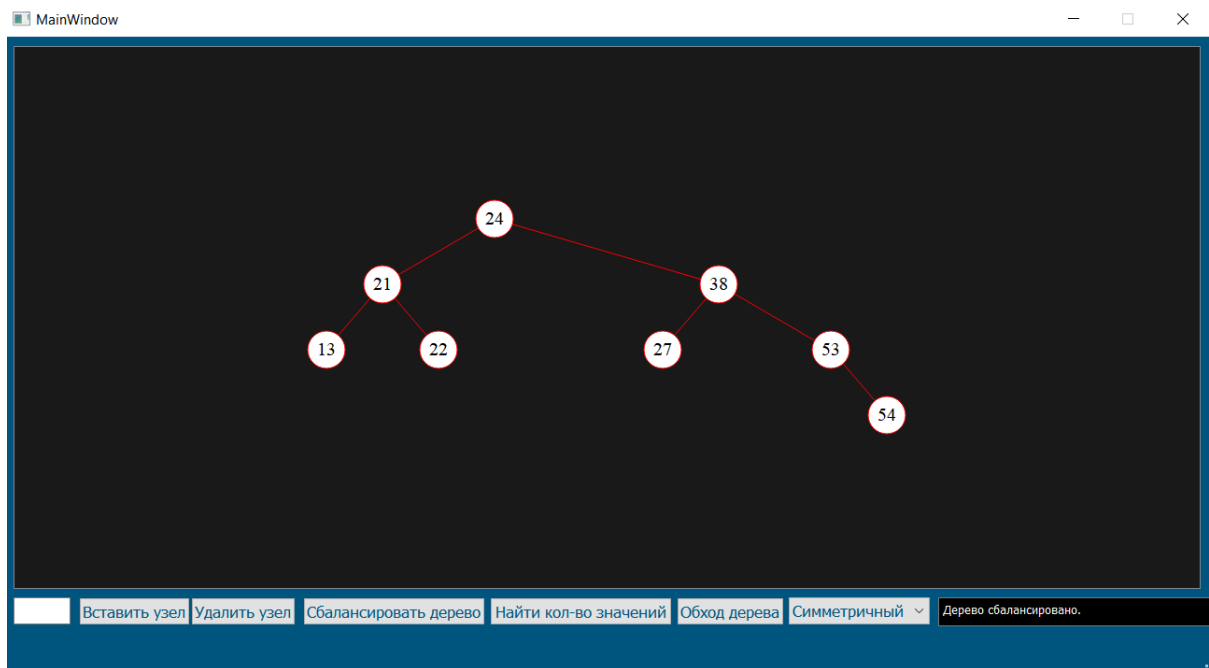 MainWindow
24
21 38
13 22 27 53
54
Вставить узел Удалить узел Сбалансировать дерево Найти кол-во значений Обход дерева Симметричный Дерево сбалансировано.